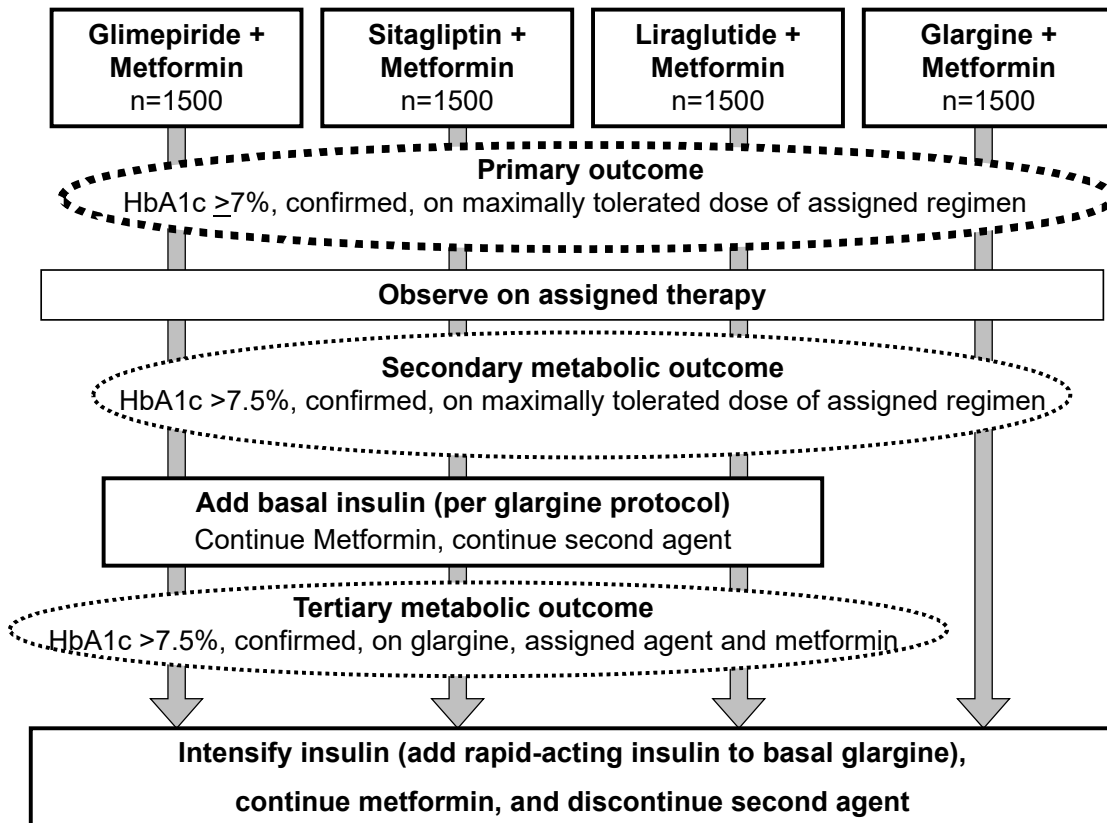 Glimepiride +
Metformin
n=1500
Sitagliptin +
Metformin
n=1500
Liraglutide +
Metformin
n=1500
Glargine +
Metformin
n=1500
Primary outcome
HbA1c >7%, confirmed, on maximally tolerated dose of assigned regimen
Observe on assigned therapy
Secondary metabolic outcome
HbA1c >7.5%, confirmed, on maximally tolerated dose of assigned regimen
Add basal insulin (per glargine protocol)
Continue Metformin, continue second agent
Tertiary metabolic outcome
HbA1c >7.5%, confirmed, on glargine, assigned agent and metformin
Intensify insulin (add rapid-acting insulin to basal glargine),
continue metformin, and discontinue second agent